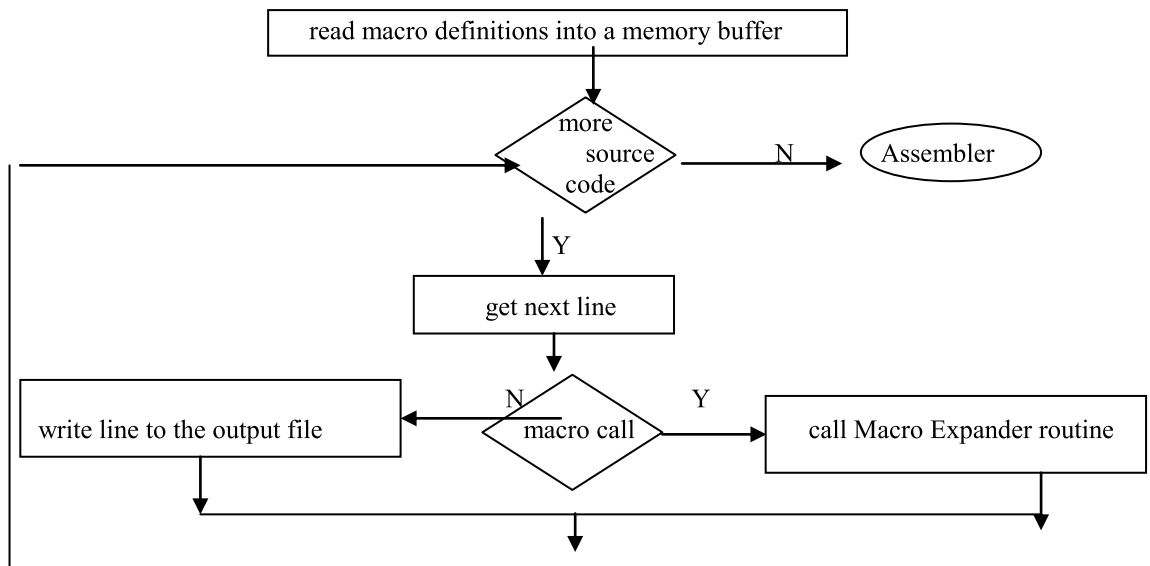 read macro definitions into a memory buffer
more
source
code
N
Assembler
Y
get next line
N
Y
write line to the output file
macro call
call Macro Expander routine